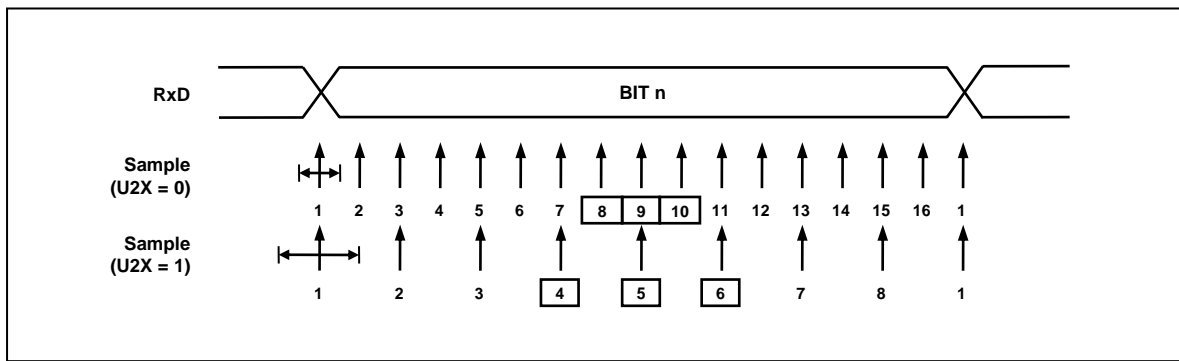 RxD
BIT n
Sample
(U2X = 0)
1 2 3 4 5 6 7 8 9 10 11 12 13 14 15 16 1
Sample
(U2X = 1)
1 2 3 4 5 6 7 8 1